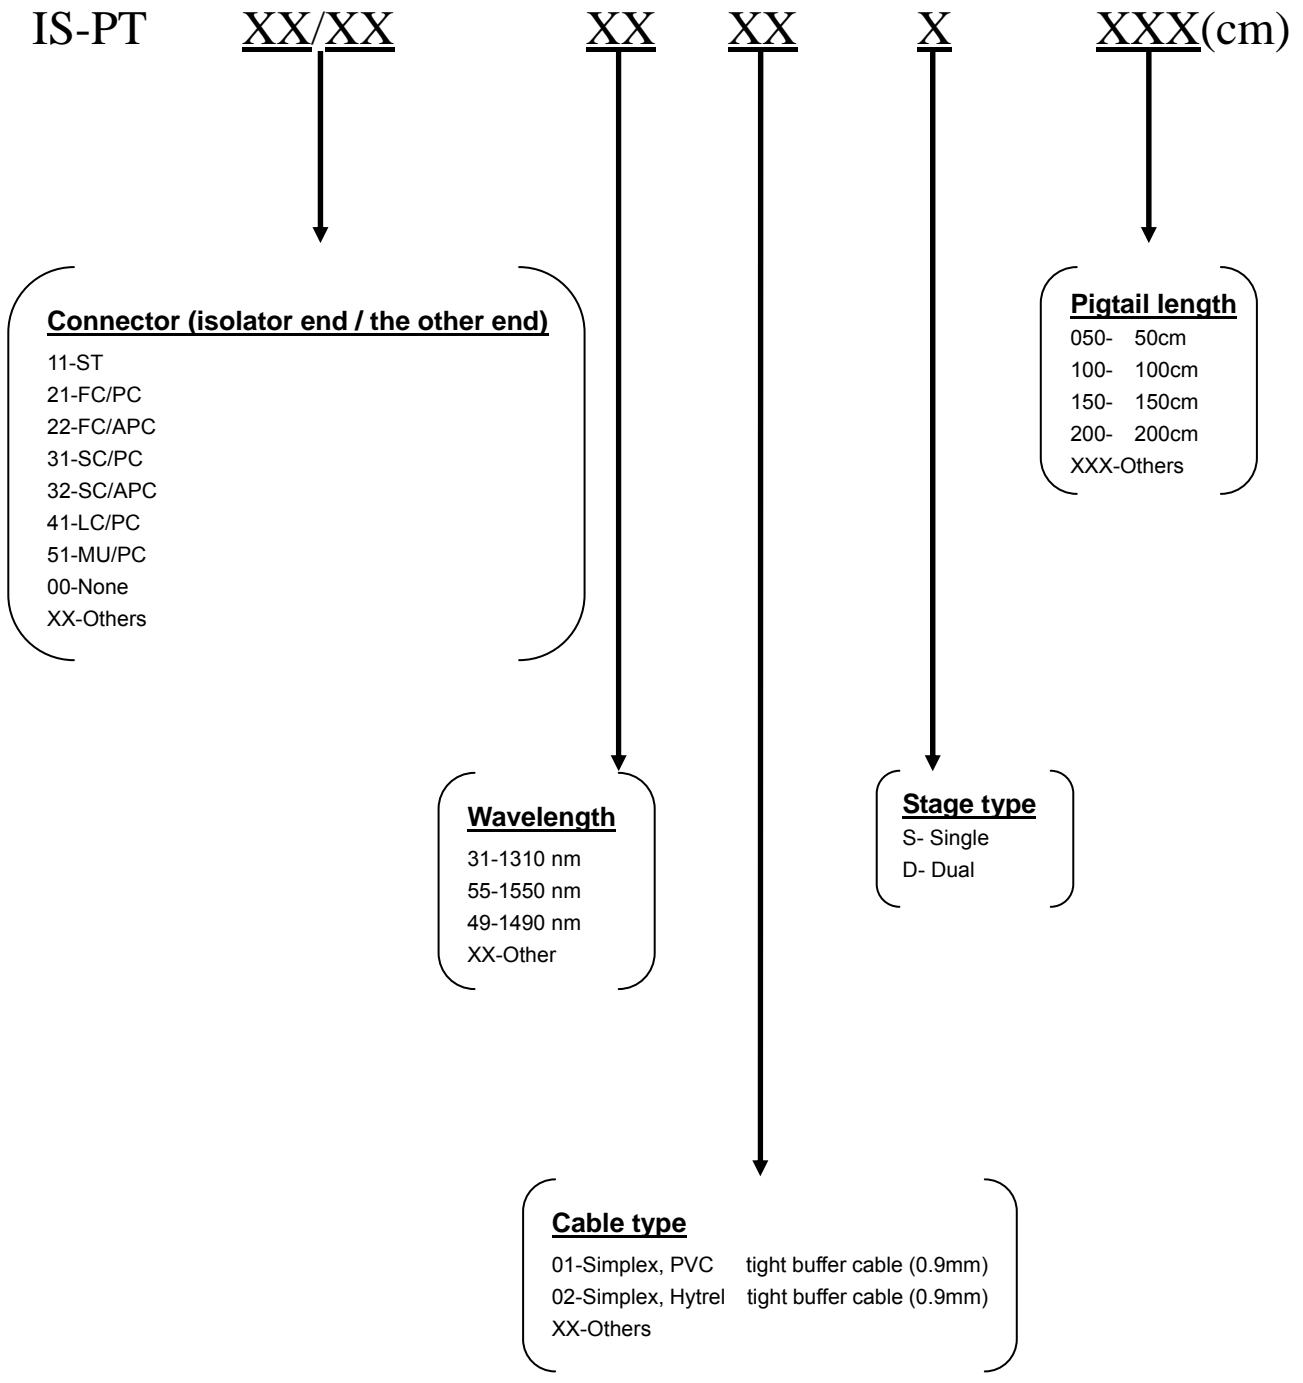 IS-PT XX/XX XX XX X XXX(cm)
Connector (isolator end / the other end)
11-ST
21-FC/PC
22-FC/APC
31-SC/PC
32-SC/APC
41-LC/PC
51-MU/PC
00-None
XX-Others
Pigtail length
050- 50cm
100- 100cm
150- 150cm
200- 200cm
XXX-Others
Wavelength
31-1310 nm
55-1550 nm
49-1490 nm
XX-Other
Stage type
S- Single
D- Dual
Cable type
01-Simplex, PVC tight buffer cable (0.9mm)
02-Simplex, Hytrel tight buffer cable (0.9mm)
XX-Others